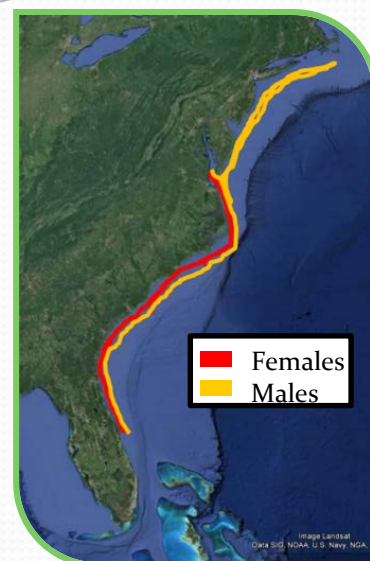 Females
Males
Image Landsat
Data SIO, NOAA, U.S. Navy, NGA,